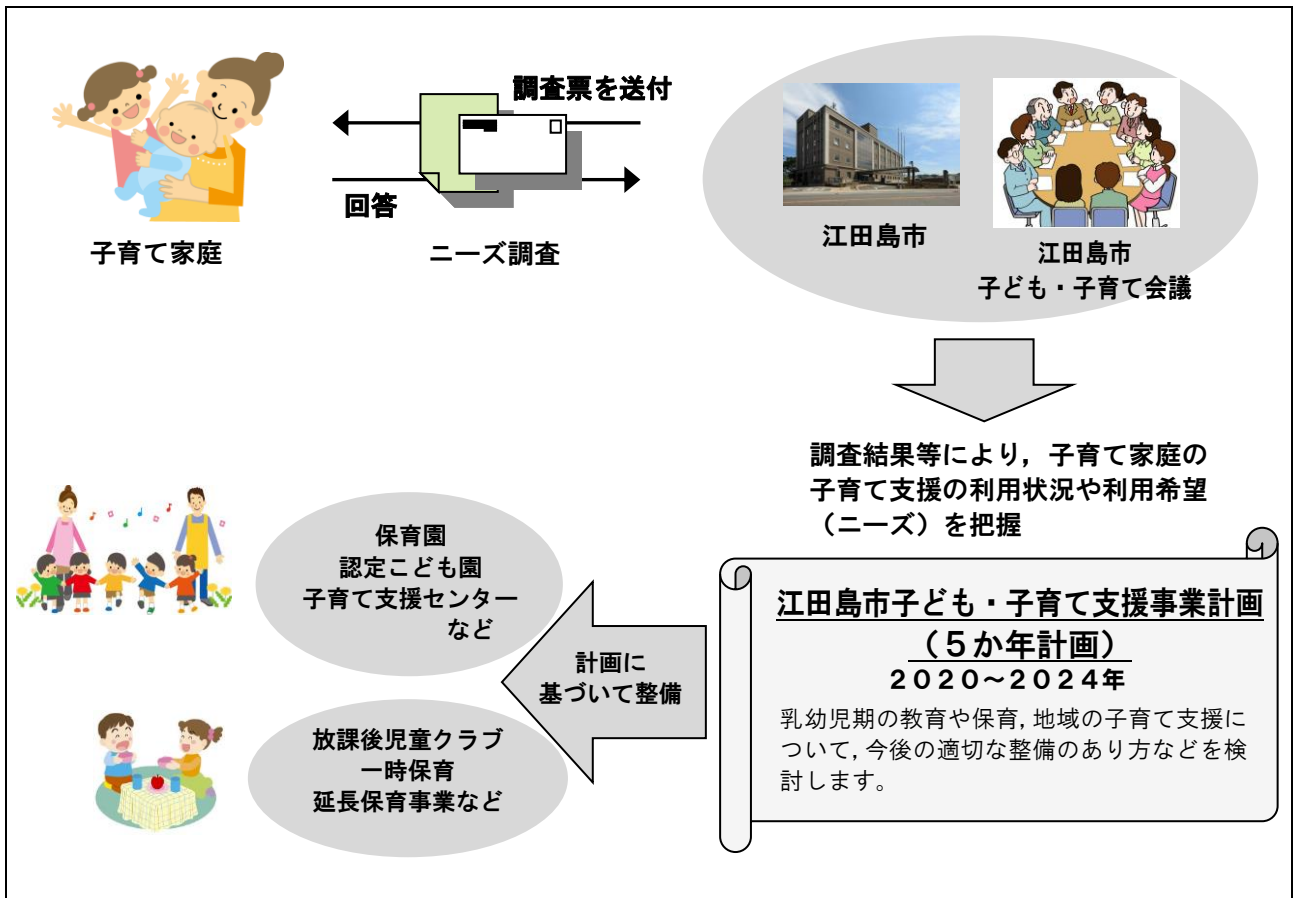 調査票を送付
回答
子育て家庭
ニーズ調査
江田島市
江田島市
子ども・子育て会議
調査結果等により，子育て家庭の
子育て支援の利用状況や利用希望
（ニーズ）を把握
江田島市子ども・子育て支援事業計画
（５か年計画）
２０２０～２０２４年
乳幼児期の教育や保育，地域の子育て支援に
ついて，今後の適切な整備のあり方などを検
討します。
計画に
基づいて整備
保育園
認定こども園
子育て支援センター
など
放課後児童クラブ
一時保育
延長保育事業など